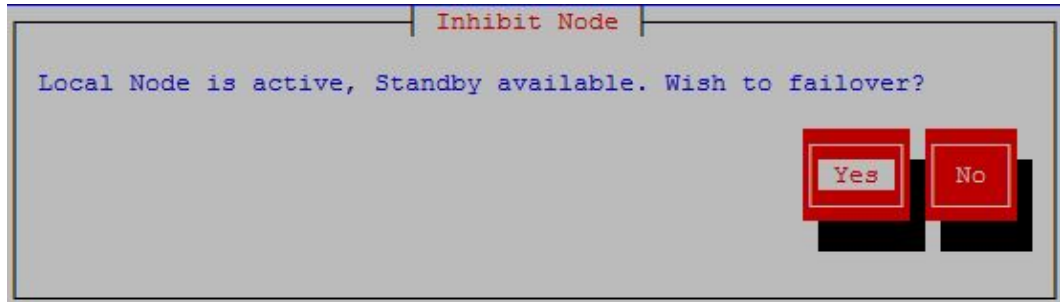 Inhibit Node
Local Node is active, Standby available. Wish to failover?
Yes No